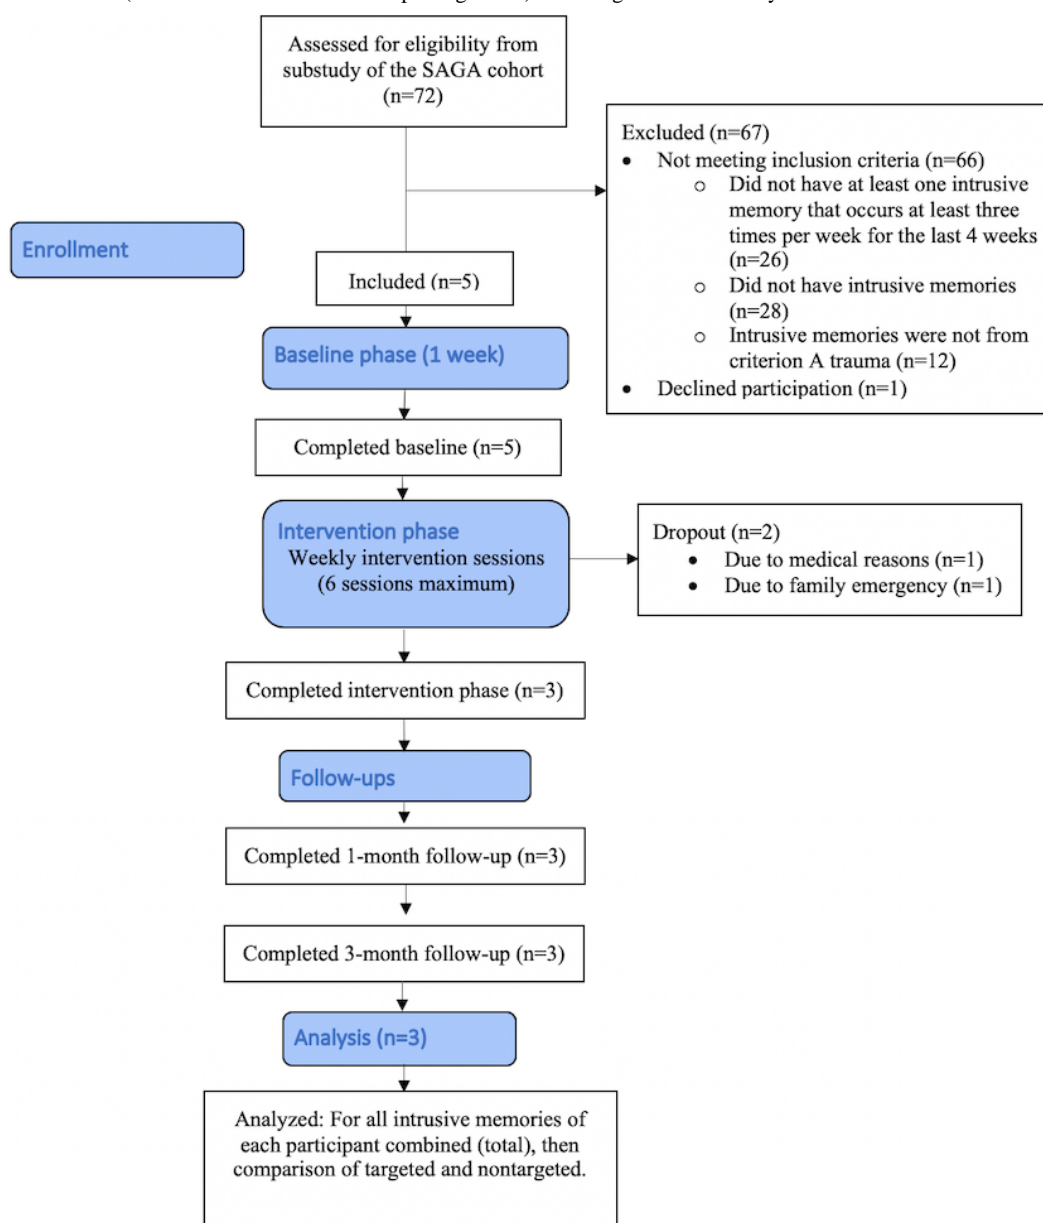 Assessed for eligibility from
substudy of the SAGA cohort
(n=72)
Excluded (n=67)
• Not meeting inclusion criteria (n=66)
o Did not have at least one intrusive
memory that occurs at least three
times per week for the last 4 weeks
(n=26)
o Did not have intrusive memories
(n=28)
o Intrusive memories were not from
criterion A trauma (n=12)
• Declined participation (n=1)
Enrollment
Included (n=5)
Baseline phase (1 week)
Completed baseline (n=5)
Intervention phase
Weekly intervention sessions
(6 sessions maximum)
Dropout (n=2)
• Due to medical reasons (n=1)
• Due to family emergency (n=1)
Completed intervention phase (n=3)
Follow-ups
Completed 1-month follow-up (n=3)
Completed 3-month follow-up (n=3)
Analysis (n=3)
Analyzed: For all intrusive memories of
each participant combined (total), then
comparison of targeted and nontargeted.